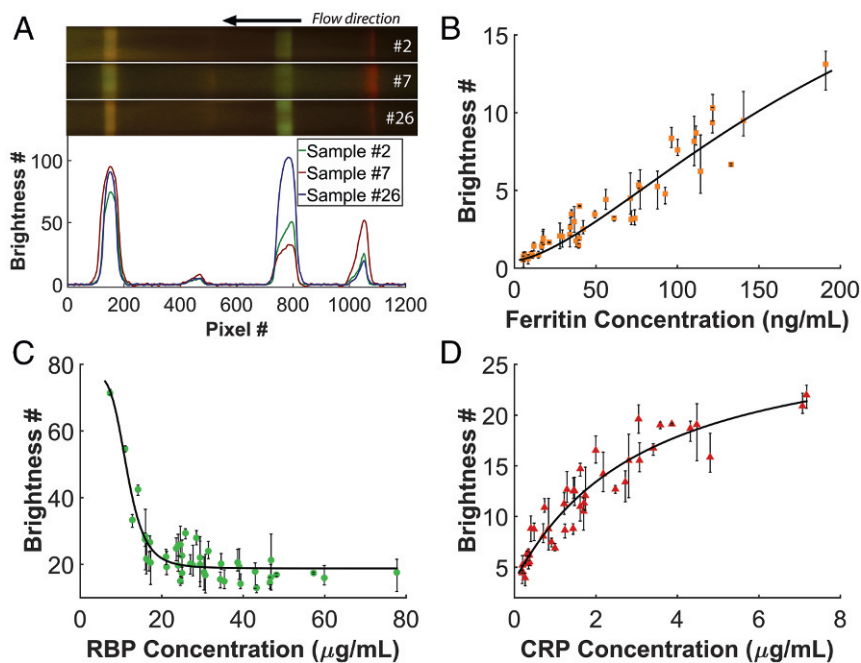 A
Flow direction
#2
#7
#26
Brightness #
100
50
0
Sample #2
Sample #7
Sample #26
0 200 400 600 800 1000 1200
Pixel #
B
Brightness #
15
10
5
0
0 50 100 150 200
Ferritin Concentration (ng/mL)
C
Brightness #
80
60
40
20
0 20 40 60 80
RBP Concentration (μg/mL)
D
Brightness #
25
20
15
10
5
0 2 4 6 8
CRP Concentration (μg/mL)